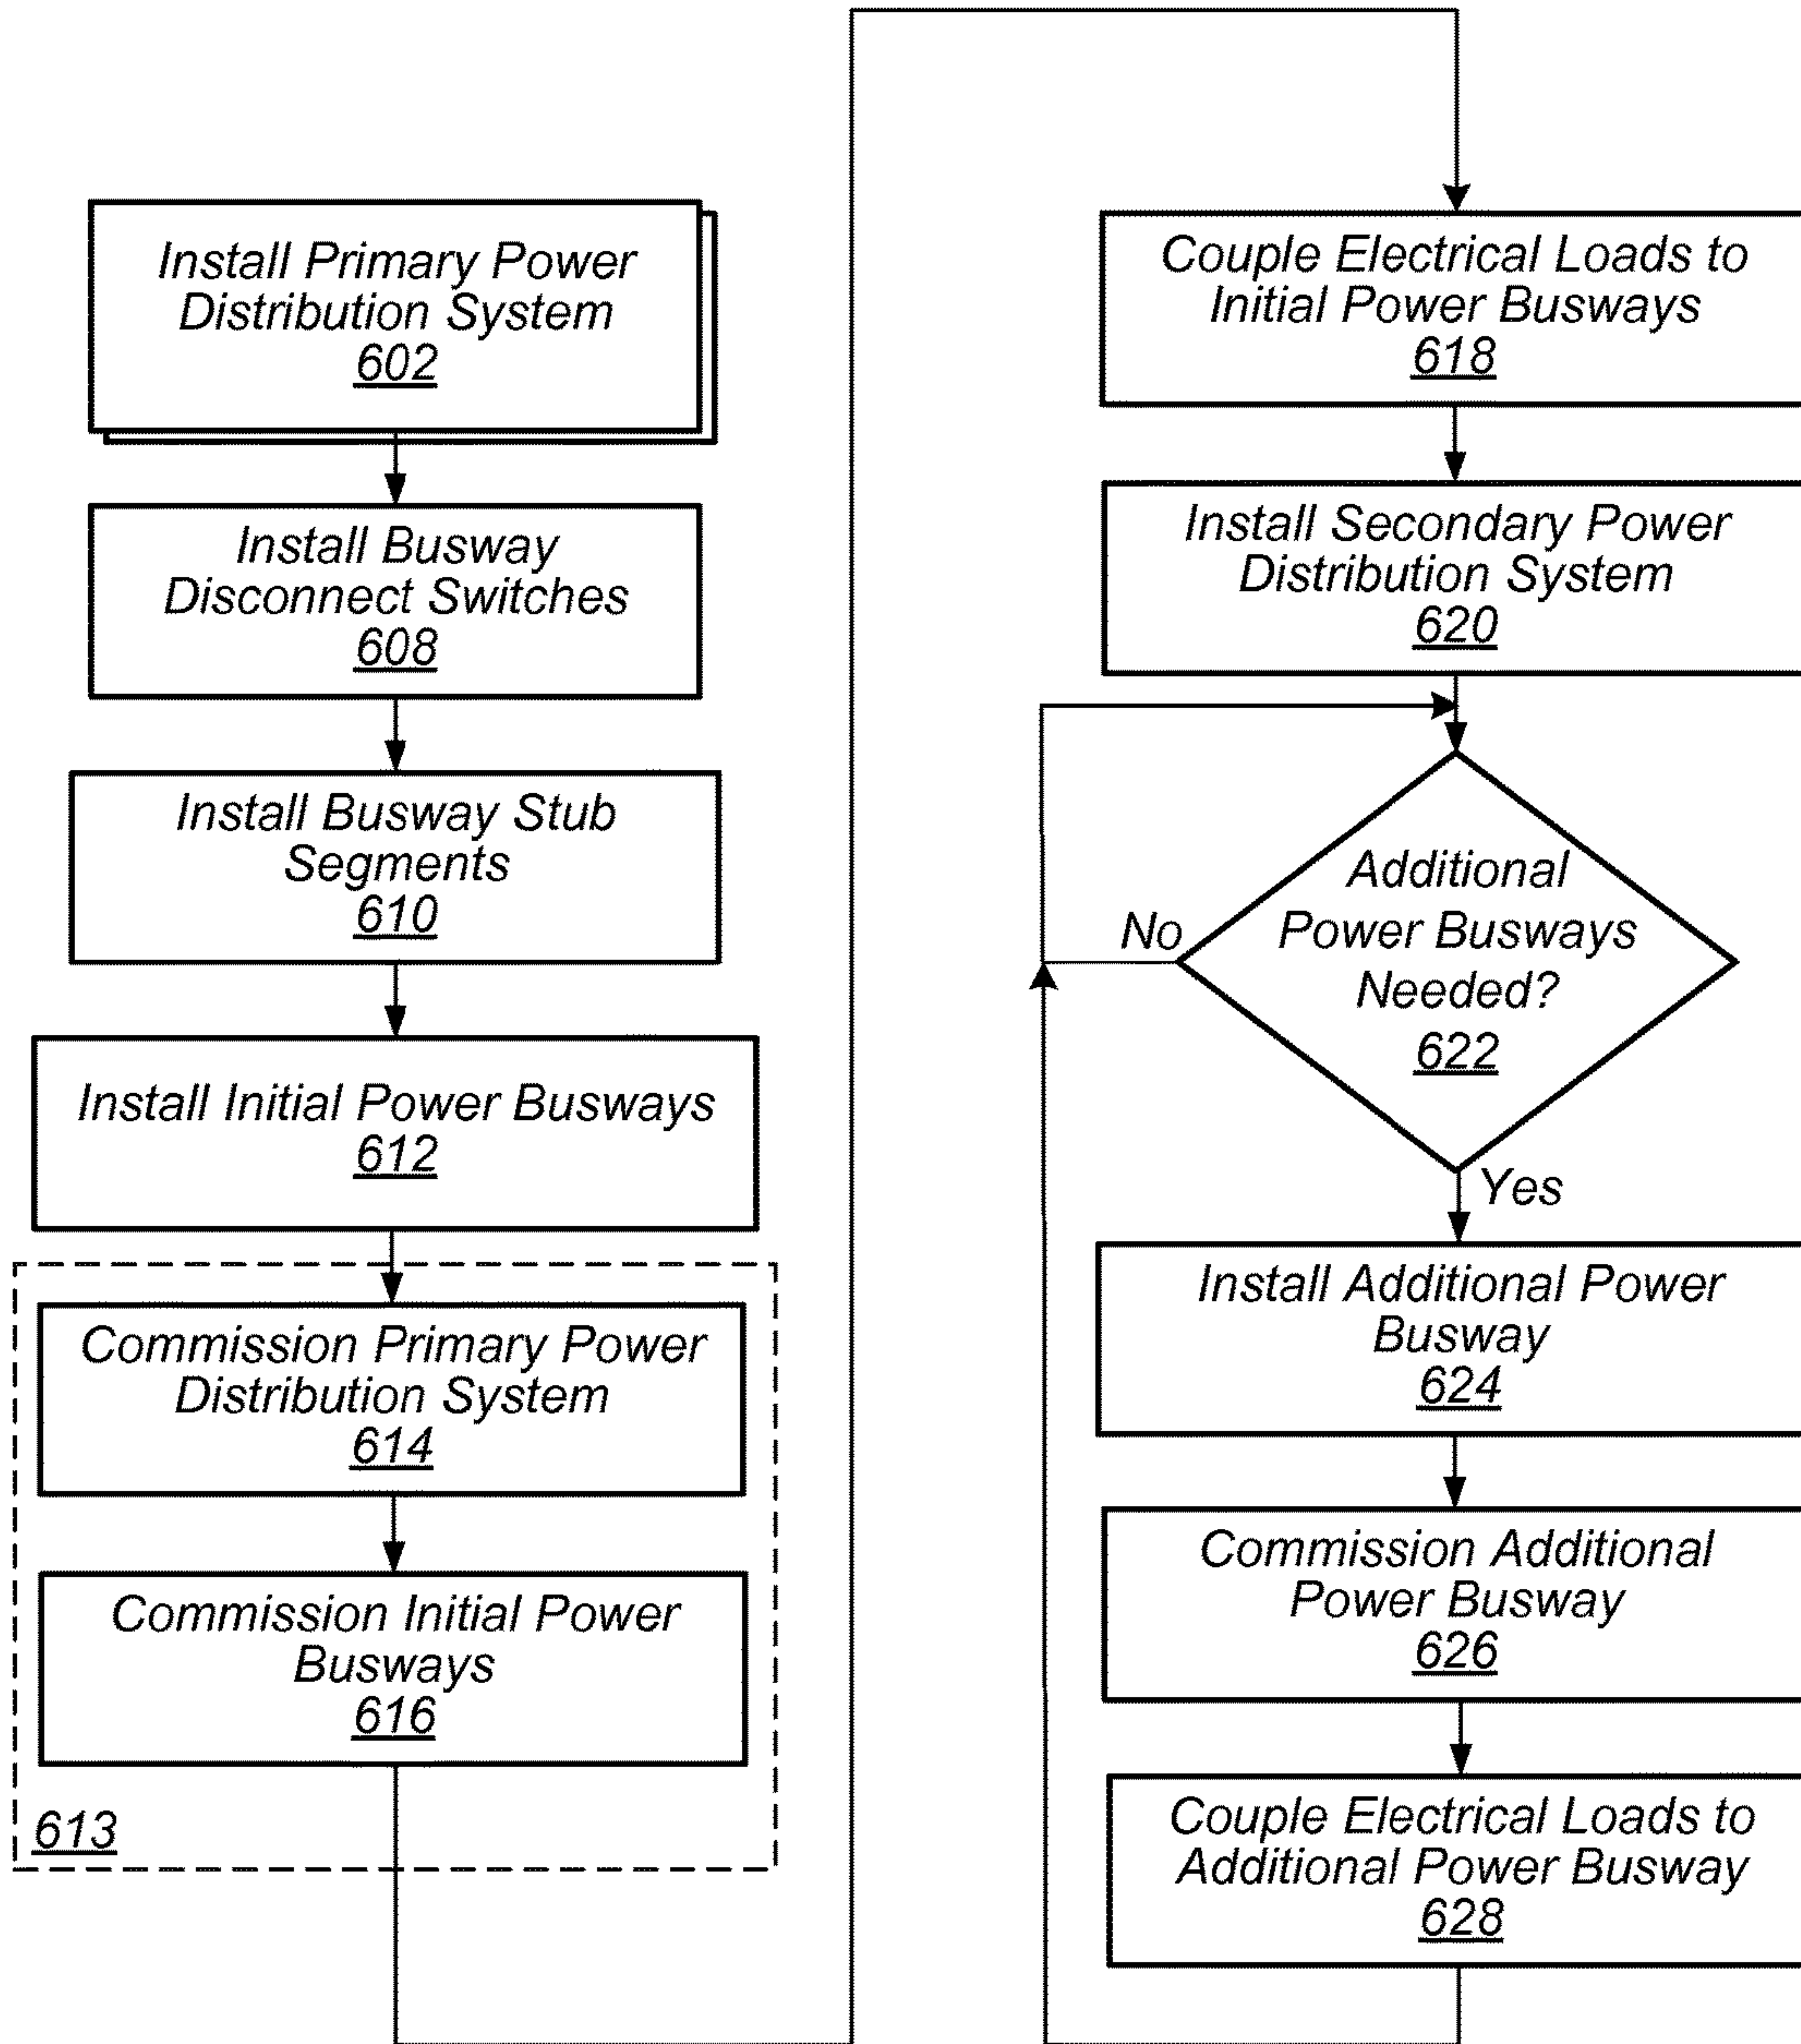 Install Primary Power
Distribution System
602
Install Busway
Disconnect Switches
608
Install Busway Stub
Segments
610
Install Initial Power Busways
612
Commission Primary Power
Distribution System
614
Commission Initial Power
Busways
616
613
Couple Electrical Loads to
Initial Power Busways
618
Install Secondary Power
Distribution System
620
Additional
Power Busways
Needed?
622
No
Yes
Install Additional Power
Busway
624
Commission Additional
Power Busway
626
Couple Electrical Loads to
Additional Power Busway
628